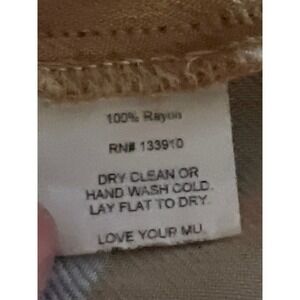 100% Rayon
RN# 133910
DRY CLEAN OR
HAND WASH COLD.
LAY FLAT TO DRY.
LOVE YOUR MU.